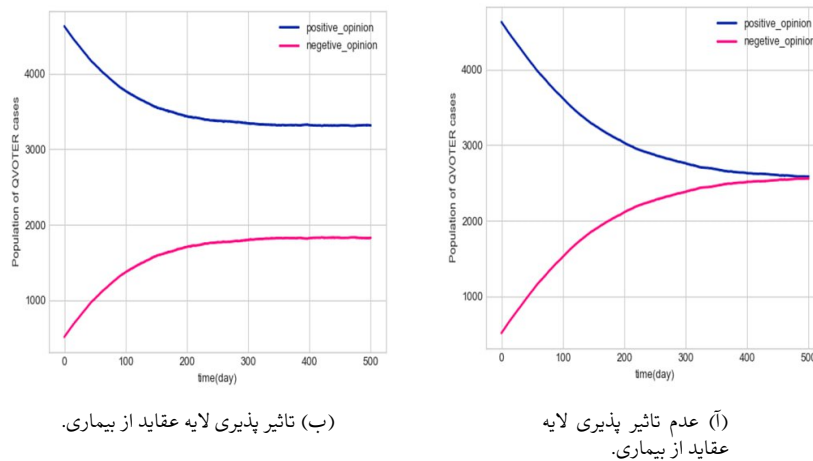 positive_opinion
negetive_opinion
Population of QVOTER cases
4000
3000
2000
1000
0 100 200 300 400 500
time(day)
(ب) تاثیر پذیری لایه عقاید از بیماری.
positive_opinion
negetive_opinion
Population of QVOTER cases
4000
3000
2000
1000
0 100 200 300 400 500
time(day)
(آ) عدم تاثیر پذیری لایه
عقاید از بیماری.